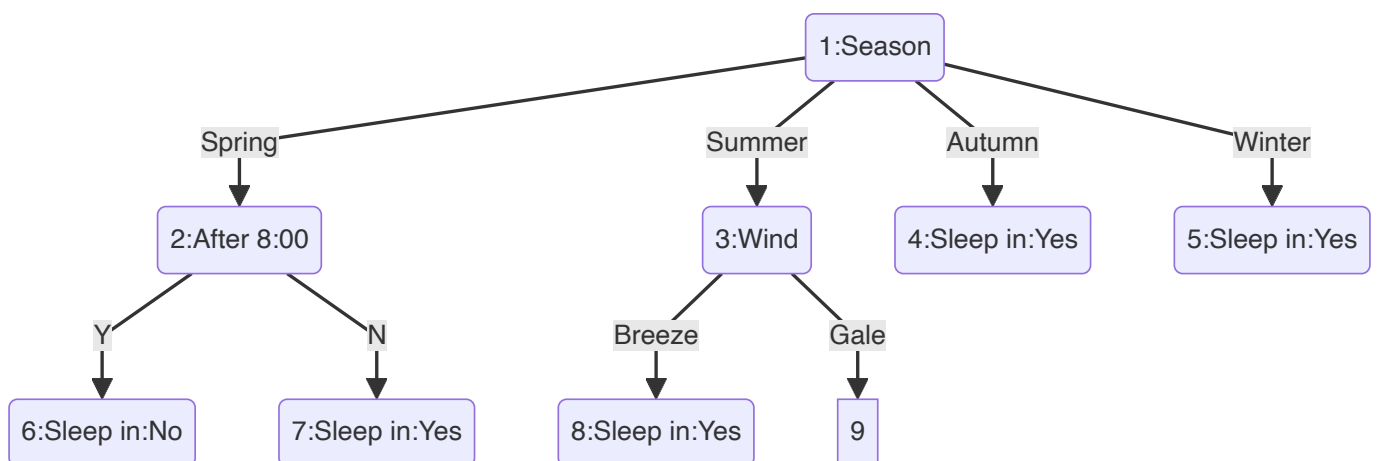 1:Season
Spring
Summer
Autumn
Winter
2:After 8:00
3:Wind
4:Sleep in:Yes
5:Sleep in:Yes
Y
N
Breeze
Gale
6:Sleep in:No
7:Sleep in:Yes
8:Sleep in:Yes
9